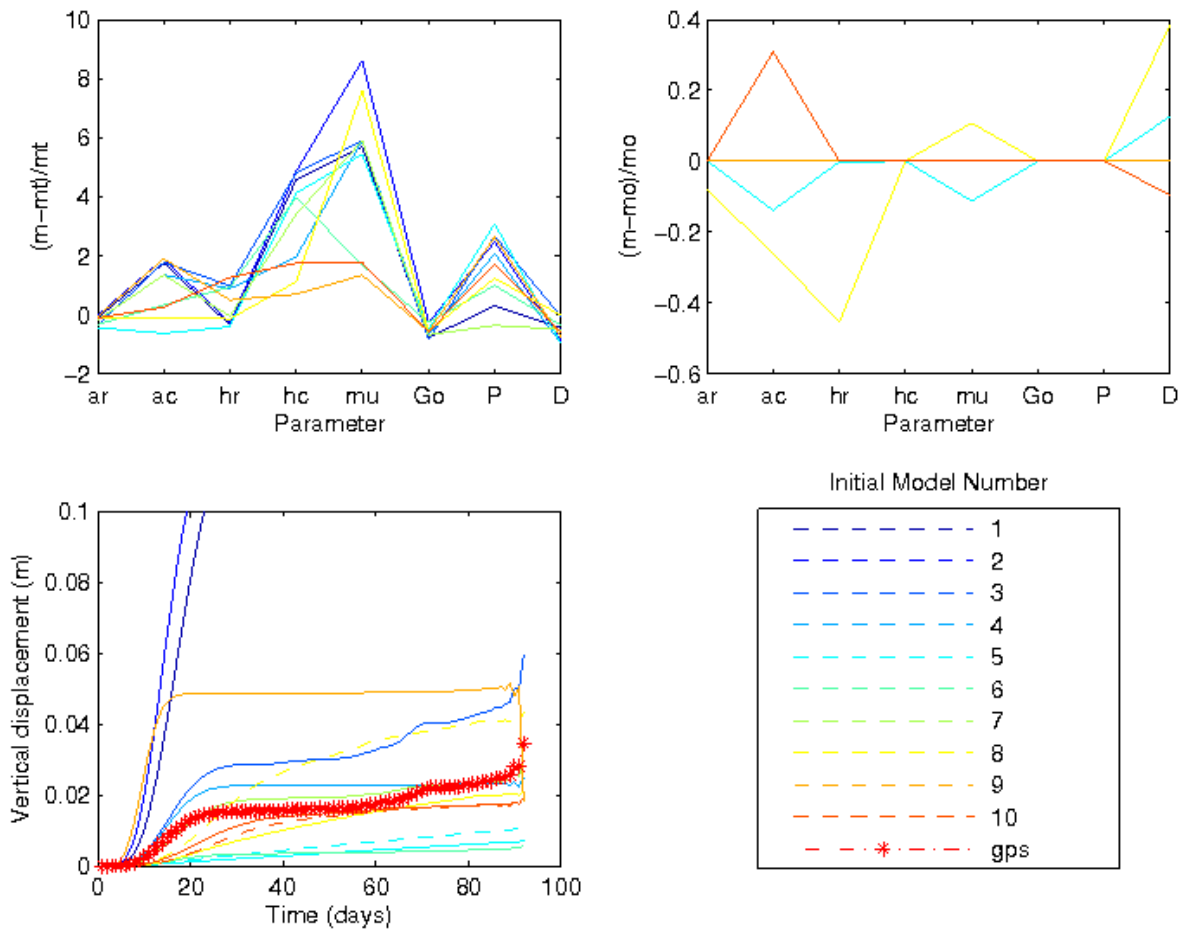 10
8
6
4
2
0
−2
(m−mt)/mt
ar ac hr hc mu Go P D
Parameter
0.4
0.2
0
−0.2
−0.4
−0.6
(m−mo)/mo
ar ac hr hc mu Go P D
Parameter
0.1
0.08
0.06
0.04
0.02
0
Vertical displacement (m)
0 20 40 60 80 100
Time (days)
Initial Model Number
1
2
3
4
5
6
7
8
9
10
gps